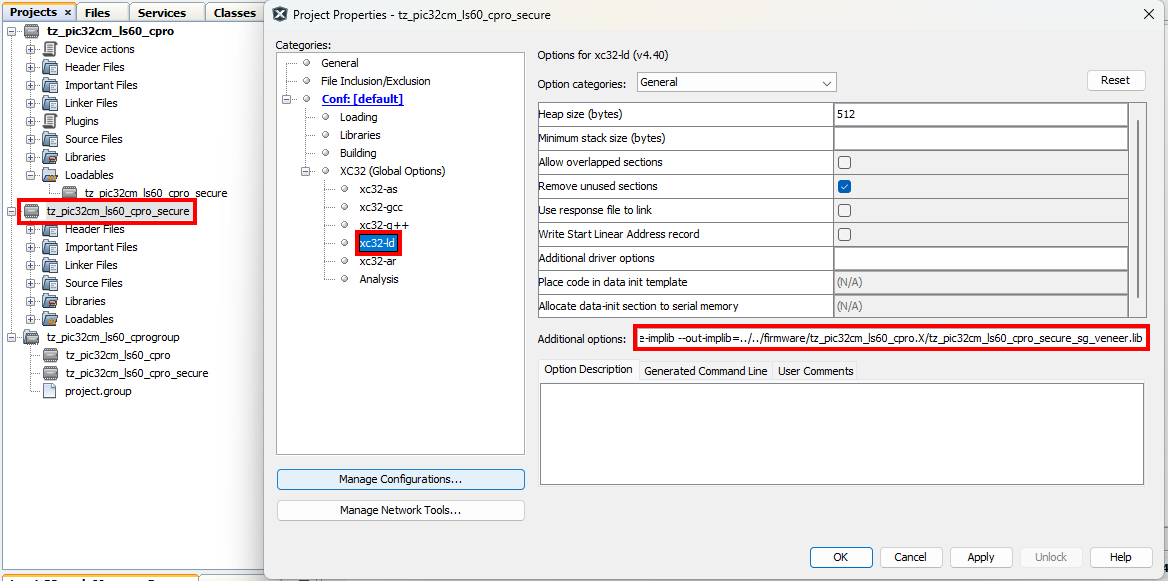 Projects × Files Services Classes
tz_pic32cm_ls60_cpro
Device actions
Header Files
Important Files
Linker Files
Plugins
Source Files
Libraries
Loadables
tz_pic32cm_ls60_cpro_secure
tz_pic32cm_ls60_cpro_secure
Header Files
Important Files
Linker Files
Source Files
Libraries
Loadables
tz_pic32cm_ls60_cprogroup
tz_pic32cm_ls60_cpro
tz_pic32cm_ls60_cpro_secure
project.group
Project Properties - tz_pic32cm_ls60_secure
Categories:
General
File Inclusion/Exclusion
Conf: [default]
Loading
Libraries
Building
XC32 (Global Options)
xc32-as
xc32-gcc
xc32-g++
xc32-ld
xc32-ar
Analysis
Manage Configurations...
Manage Network Tools...
Options for xc32-ld (v4.40)
Option categories: General
Reset
Heap size (bytes) 512
Minimum stack size (bytes)
Allow overlapped sections
Remove unused sections
Use response file to link
Write Start Linear Address record
Additional driver options
Place code in data init template (N/A)
Allocate data-init section to serial memory (N/A)
Additional options: e-implib --out-implib=../../firmware/tz_pic32cm_ls60_cpro.X/tz_pic32cm_ls60_cpro_secure_sg_veneer.lib
Option Description Generated Command Line User Comments
OK Cancel Apply Unlock Help